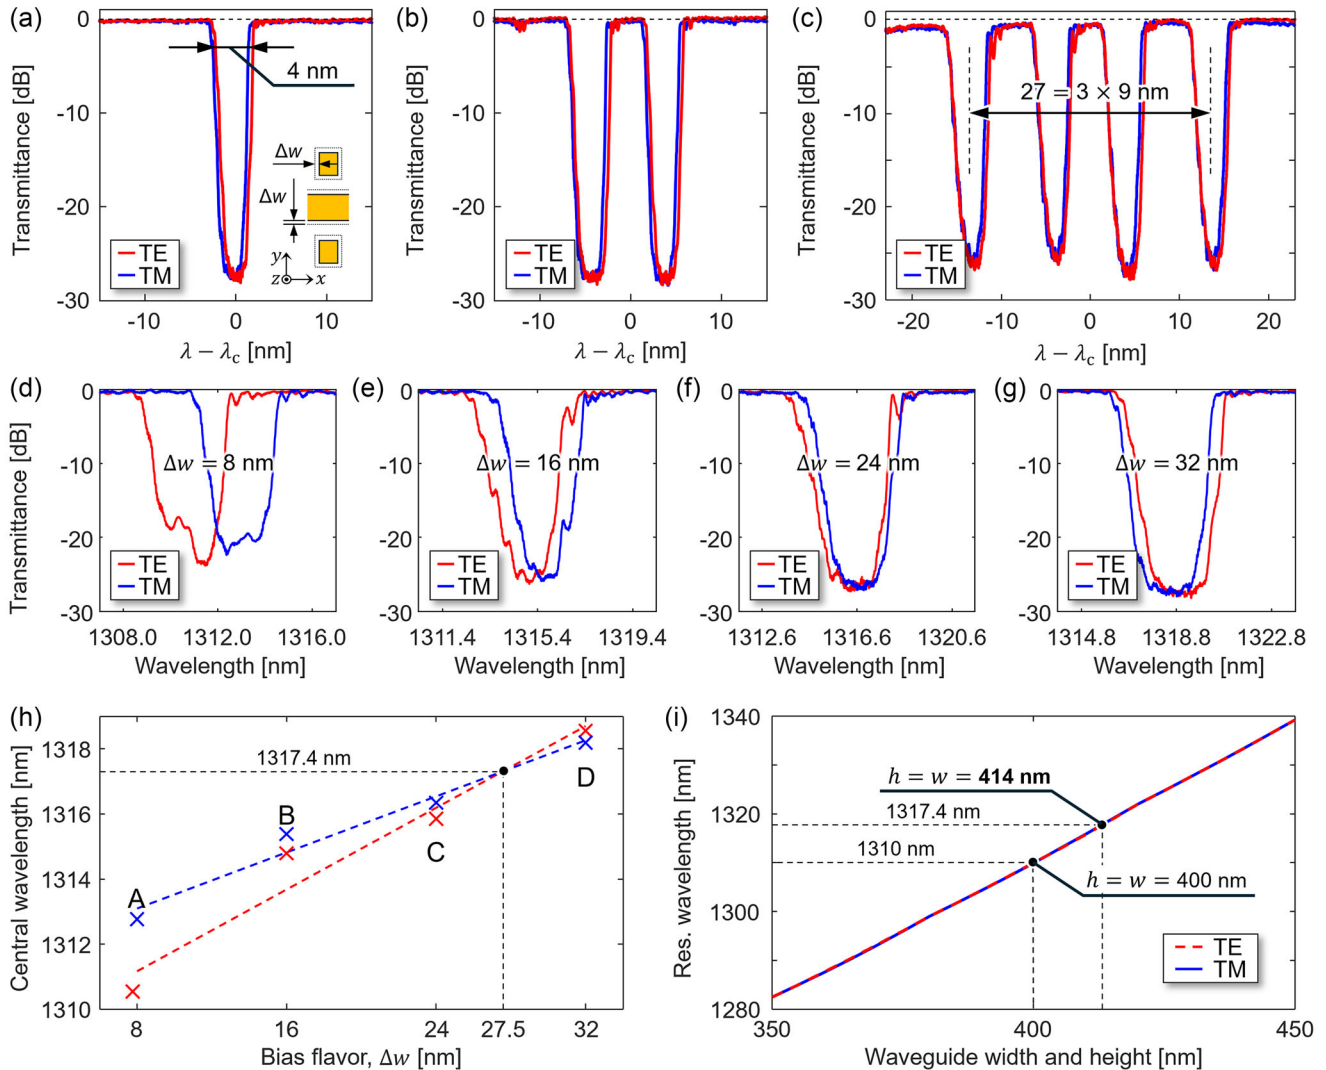 (a)
0
-10
-20
-30
Transmittance [dB]
4 nm
Δw
Δw
y
z
x
TE
TM
-10
0
10
λ − λc [nm]
(b)
0
-10
-20
-30
Transmittance [dB]
TE
TM
-10
0
10
λ − λc [nm]
(c)
0
-10
-20
-30
Transmittance [dB]
27 = 3 × 9 nm
TE
TM
-20
-10
0
10
20
λ − λc [nm]
(d)
0
-10
-20
-30
Transmittance [dB]
Δw = 8 nm
TE
TM
1308.0
1312.0
1316.0
Wavelength [nm]
(e)
0
-10
-20
-30
Δw = 16 nm
TE
TM
1311.4
1315.4
1319.4
Wavelength [nm]
(f)
0
-10
-20
-30
Δw = 24 nm
TE
TM
1312.6
1316.6
1320.6
Wavelength [nm]
(g)
0
-10
-20
-30
Δw = 32 nm
TE
TM
1314.8
1318.8
1322.8
Wavelength [nm]
(h)
1318
1316
1314
1312
1310
Central wavelength [nm]
1317.4 nm
A
B
C
D
8
16
24
27.5
32
Bias flavor, Δw [nm]
(i)
1340
1320
1300
1280
Res. wavelength [nm]
h = w = 414 nm
1317.4 nm
1310 nm
h = w = 400 nm
TE
TM
350
400
450
Waveguide width and height [nm]